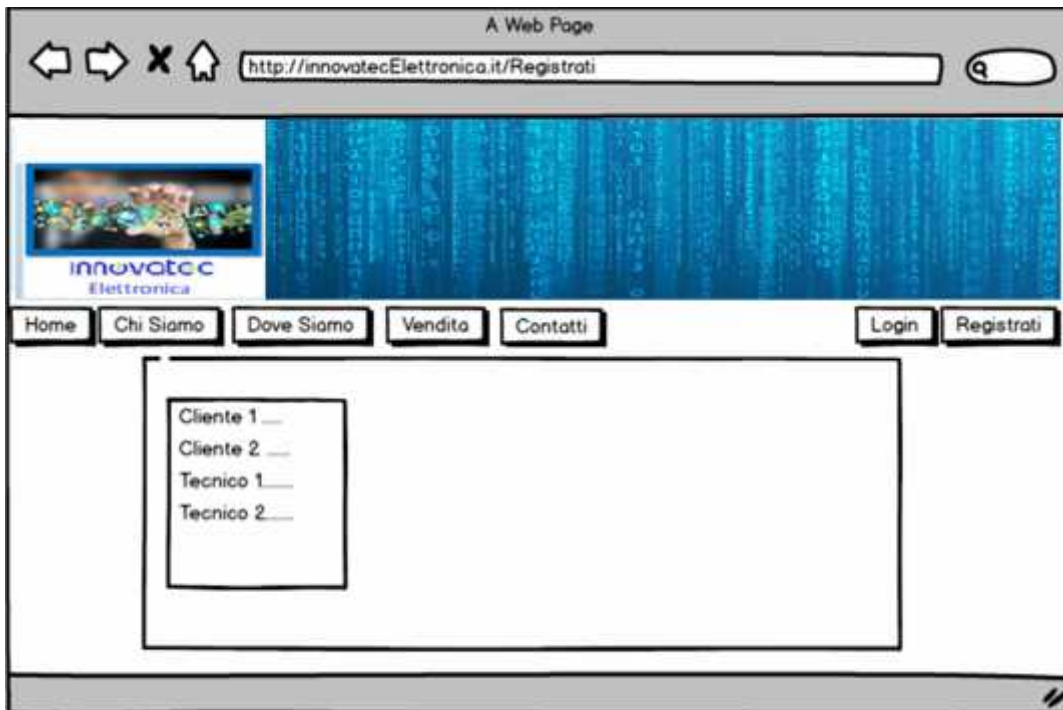 A Web Page
http://innovatecElettronica.it/Registrati
innovatec
Elettronica
Home Chi Siamo Dove Siamo Vendita Contatti Login Registrati
Cliente 1 ....
Cliente 2 ....
Tecnico 1......
Tecnico 2......